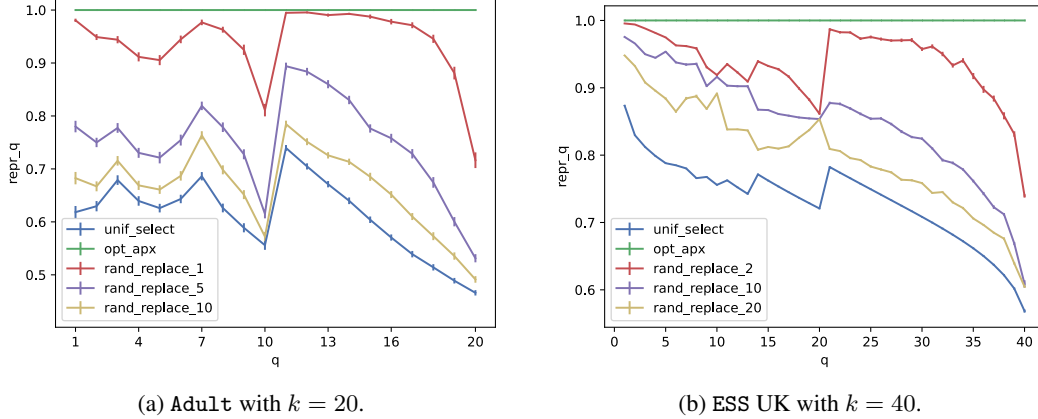 1.0
0.9
0.8
0.7
0.6
0.5
repr_q
unif_select
opt_apx
rand_replace_1
rand_replace_5
rand_replace_10
1 4 7 10 13 16 20
q
(a) Adult with k = 20.
1.0
0.9
0.8
0.7
0.6
repr_q
unif_select
opt_apx
rand_replace_2
rand_replace_10
rand_replace_20
0 5 10 15 20 25 30 35 40
q
(b) ESS UK with k = 40.